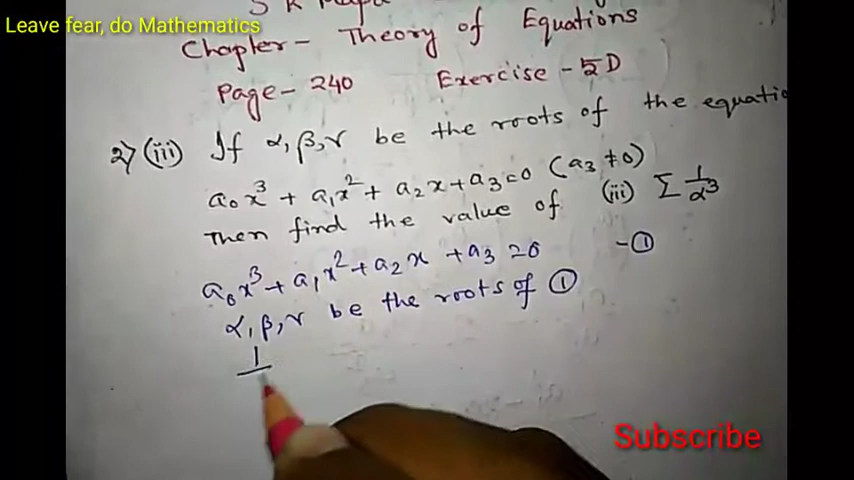 S K Mapa
Leave fear, do Mathematics
Chapter- Theory of Equations
Page- 240 Exercise - 5D
2) (iii) If α, β, γ be the roots of the equatio
a₀x³ + a₁x² + a₂x + a₃ = 0 (a₃ ≠ 0)
Then find the value of (iii) Σ 1/α³
a₀x³ + a₁x² + a₂x + a₃ = 0 - ①
α, β, γ be the roots of ①
1
Subscribe